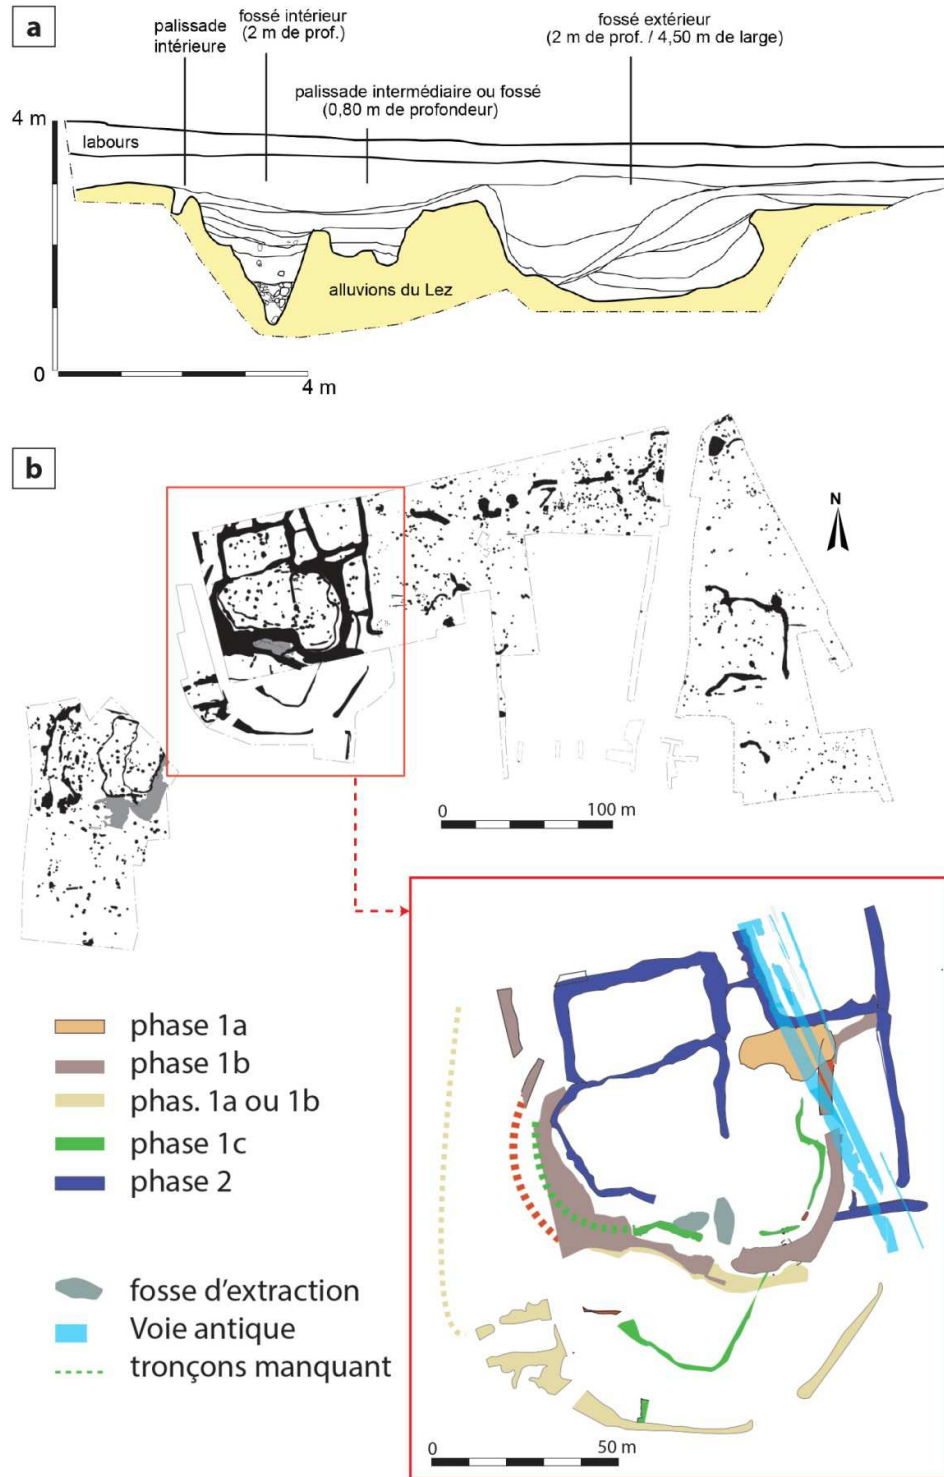 a
palissade
intérieure
fossé intérieur
(2 m de prof.)
palissade intermédiaire ou fossé
(0,80 m de profondeur)
fossé extérieur
(2 m de prof. / 4,50 m de large)
4 m
labours
alluvions du Lez
0
4 m
b
N
0
100 m
phase 1a
phase 1b
phas. 1a ou 1b
phase 1c
phase 2
fosse d'extraction
Voie antique
tronçons manquant
0
50 m